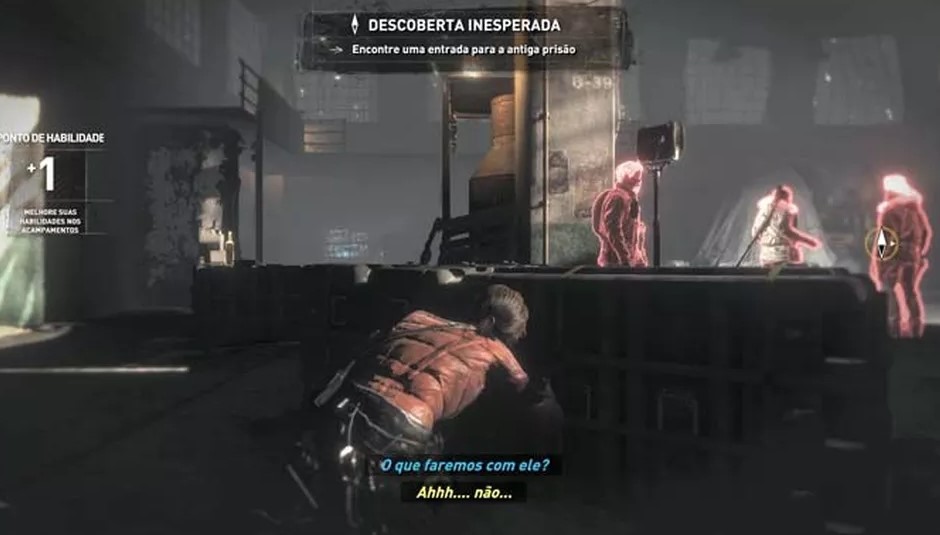 DESCOBERTA INESPERADA
Encontre uma entrada para a antiga prisão
B-39
PONTO DE HABILIDADE
+1
MELHORE SUAS
HABILIDADES NOS
ACAMPAMENTOS
O que faremos com ele?
Ahhh.... não...